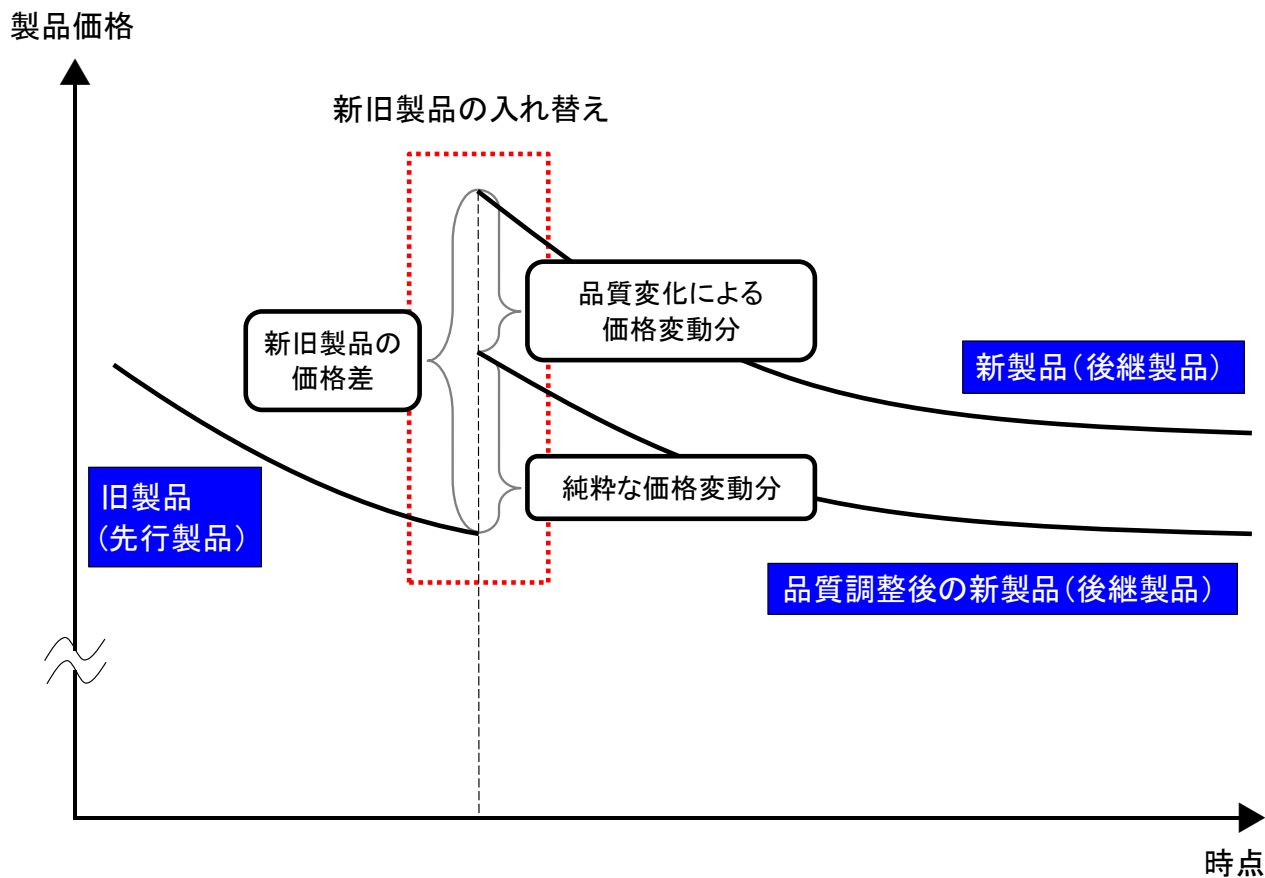 製品価格
新旧製品の入れ替え
品質変化による
価格変動分
新旧製品の
価格差
新製品(後継製品)
旧製品
(先行製品)
純粋な価格変動分
品質調整後の新製品(後継製品)
時点